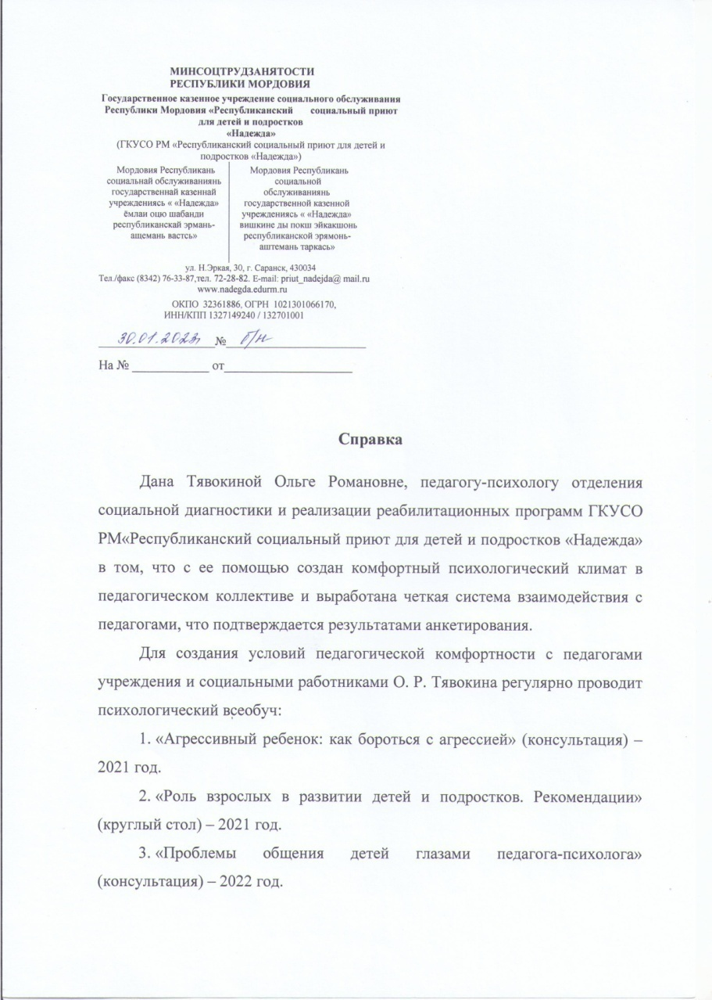 МИНСОЦТРУДЗАНЯТОСТИ
РЕСПУБЛИКИ МОРДОВИЯ
Государственное казенное учреждение социального обслуживания
Республики Мордовия «Республиканский социальный приют
для детей и подростков
«Надежда»
(ГКУСО РМ «Республиканский социальный приют для детей и
подростков «Надежда»)
Мордовия Республикань
социальнай обслуживаниянь
государственнай казеннай
учреждениясь « «Надежда»
ёмлаи оцю шабанди
республиканскай эрмань-
ащемань вастсь»
Мордовия Республикань
социальной
обслуживаниянь
государственной казенной
учреждениясь « «Надежда»
вишкине ды покш эйкакшонь
республиканской эрямонь-
аштемань таркась»
ул. Н.Эркая, 30, г. Саранск, 430034
Тел./факс (8342) 76-33-87,тел. 72-28-82. E-mail: priut_nadejda@ mail.ru
www.nadegda.edurm.ru
ОКПО 32361886, ОГРН 1021301066170,
ИНН/КПП 1327149240 / 132701001
30.01.2023г № б/н
На № ____________ от____________________
Справка
Дана Тявокиной Ольге Романовне, педагогу-психологу отделения
социальной диагностики и реализации реабилитационных программ ГКУСО
РМ«Республиканский социальный приют для детей и подростков «Надежда»
в том, что с ее помощью создан комфортный психологический климат в
педагогическом коллективе и выработана четкая система взаимодействия с
педагогами, что подтверждается результатами анкетирования.
Для создания условий педагогической комфортности с педагогами
учреждения и социальными работниками О. Р. Тявокина регулярно проводит
психологический всеобуч:
1. «Агрессивный ребенок: как бороться с агрессией» (консультация) –
2021 год.
2. «Роль взрослых в развитии детей и подростков. Рекомендации»
(круглый стол) – 2021 год.
3. «Проблемы общения детей глазами педагога-психолога»
(консультация) – 2022 год.